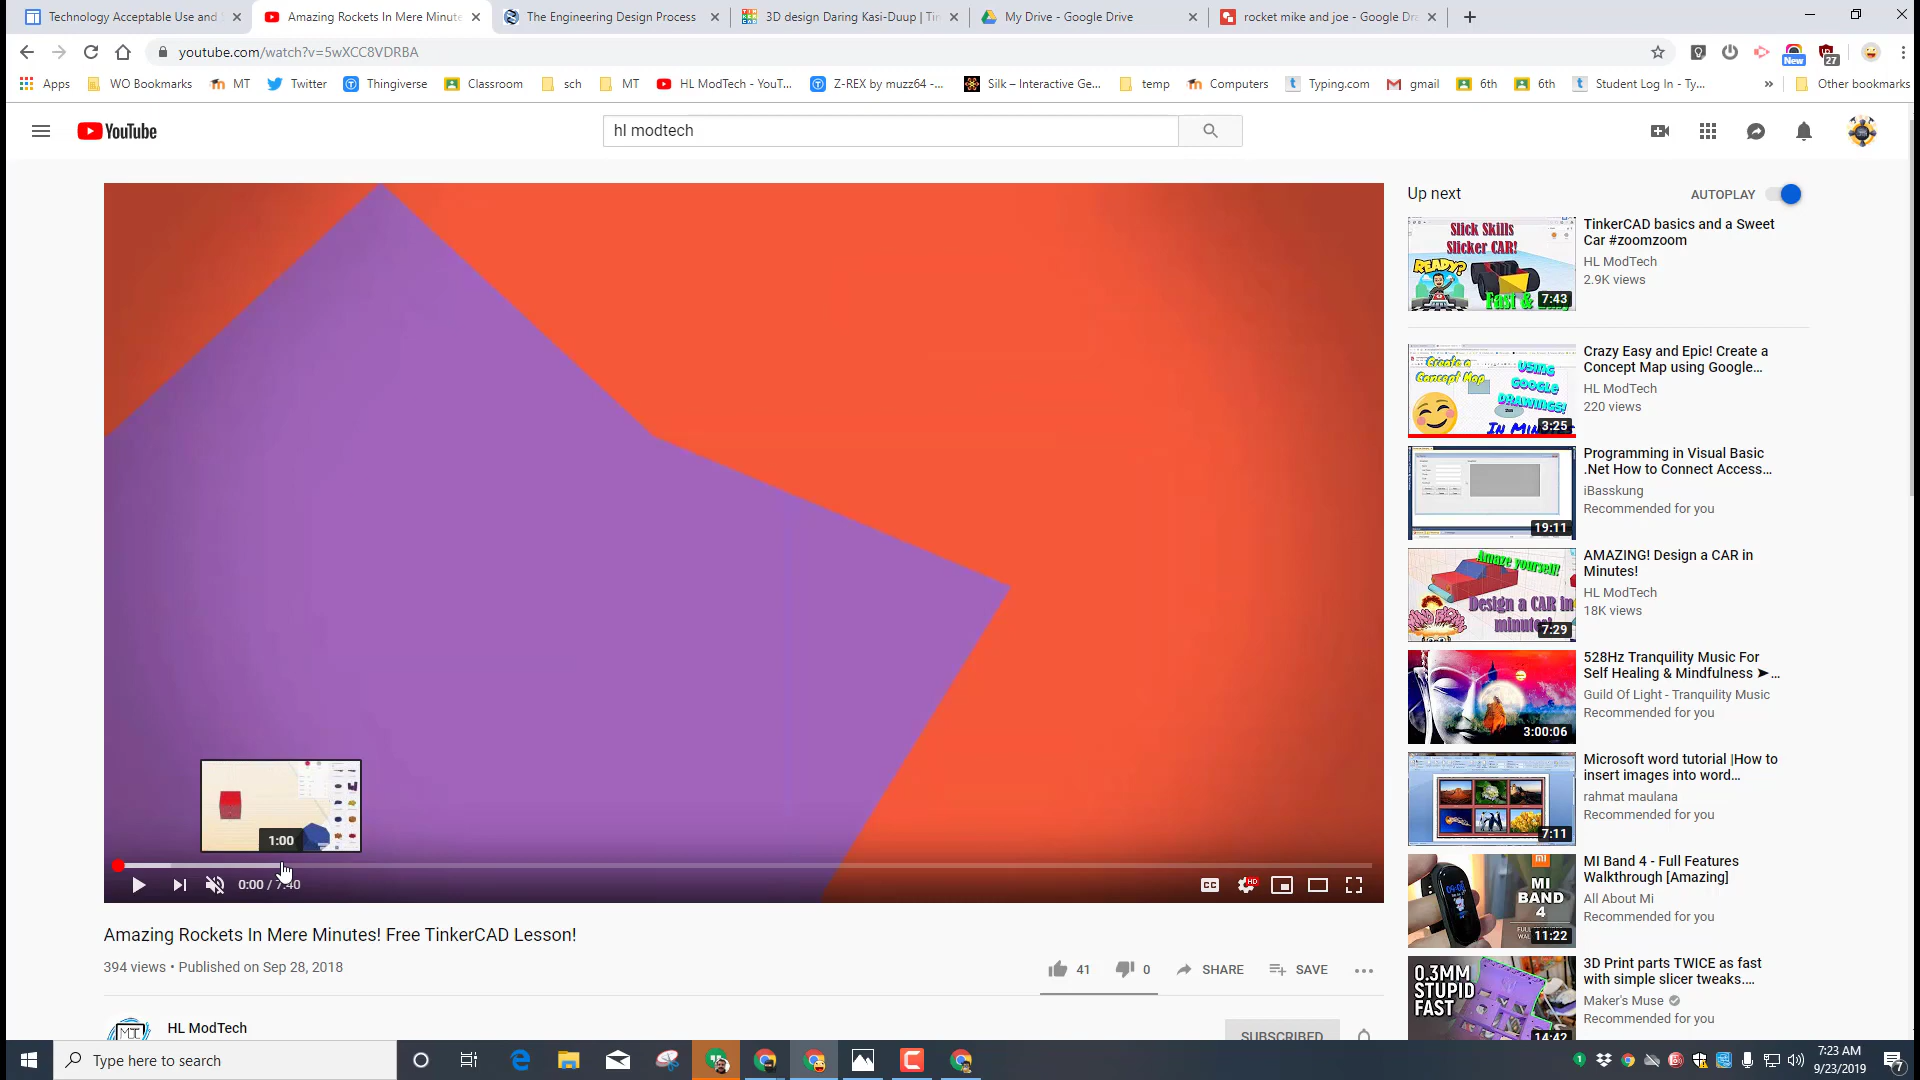 Technology Acceptable Use and
Amazing Rockets In Mere Minute
The Engineering Design Process
3D design Daring Kasi-Duup | Tin
My Drive - Google Drive
rocket mike and joe - Google Dra
youtube.com/watch?v=5wXCC8VDRBA
New
27
Apps
WO Bookmarks
MT
Twitter
Thingiverse
Classroom
sch
MT
HL ModTech - YouT...
Z-REX by muzz64 -...
Silk – Interactive Ge...
temp
Computers
Typing.com
gmail
6th
6th
Student Log In - Ty...
»
Other bookmarks
YouTube
hl modtech
1:00
0:00 / 7:40
CC
HD
Amazing Rockets In Mere Minutes! Free TinkerCAD Lesson!
394 views • Published on Sep 28, 2018
41
0
SHARE
SAVE
HL ModTech
SUBSCRIBED
Up next
AUTOPLAY
Slick Skills
Slicker CAR!
READY?
Fast &
7:43
TinkerCAD basics and a Sweet
Car #zoomzoom
HL ModTech
2.9K views
Create a
Concept Map
USING
GOOGLE
DRAWINGS!
IN MINUTES
3:25
Crazy Easy and Epic! Create a
Concept Map using Google...
HL ModTech
220 views
19:11
Programming in Visual Basic
.Net How to Connect Access...
iBasskung
Recommended for you
Amaze yourself!
Design a CAR in
minutes!
7:29
AMAZING! Design a CAR in
Minutes!
HL ModTech
18K views
3:00:06
528Hz Tranquility Music For
Self Healing & Mindfulness ➤...
Guild Of Light - Tranquility Music
Recommended for you
7:11
Microsoft word tutorial |How to
insert images into word...
rahmat maulana
Recommended for you
MI
BAND
4
11:22
MI Band 4 - Full Features
Walkthrough [Amazing]
All About Mi
Recommended for you
0.3MM
STUPID
FAST
14:42
3D Print parts TWICE as fast
with simple slicer tweaks....
Maker's Muse
Recommended for you
Type here to search
7:23 AM
9/23/2019
7